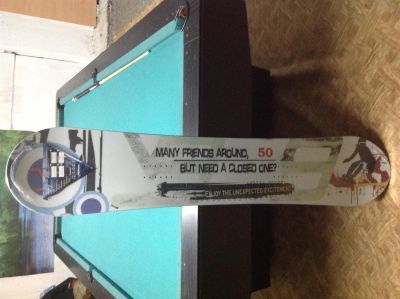 MANY FRIENDS AROUND, 50
BUT NEED A CLOSED ONE?
ENJOY THE UNEXPECTED EXCITEMENT